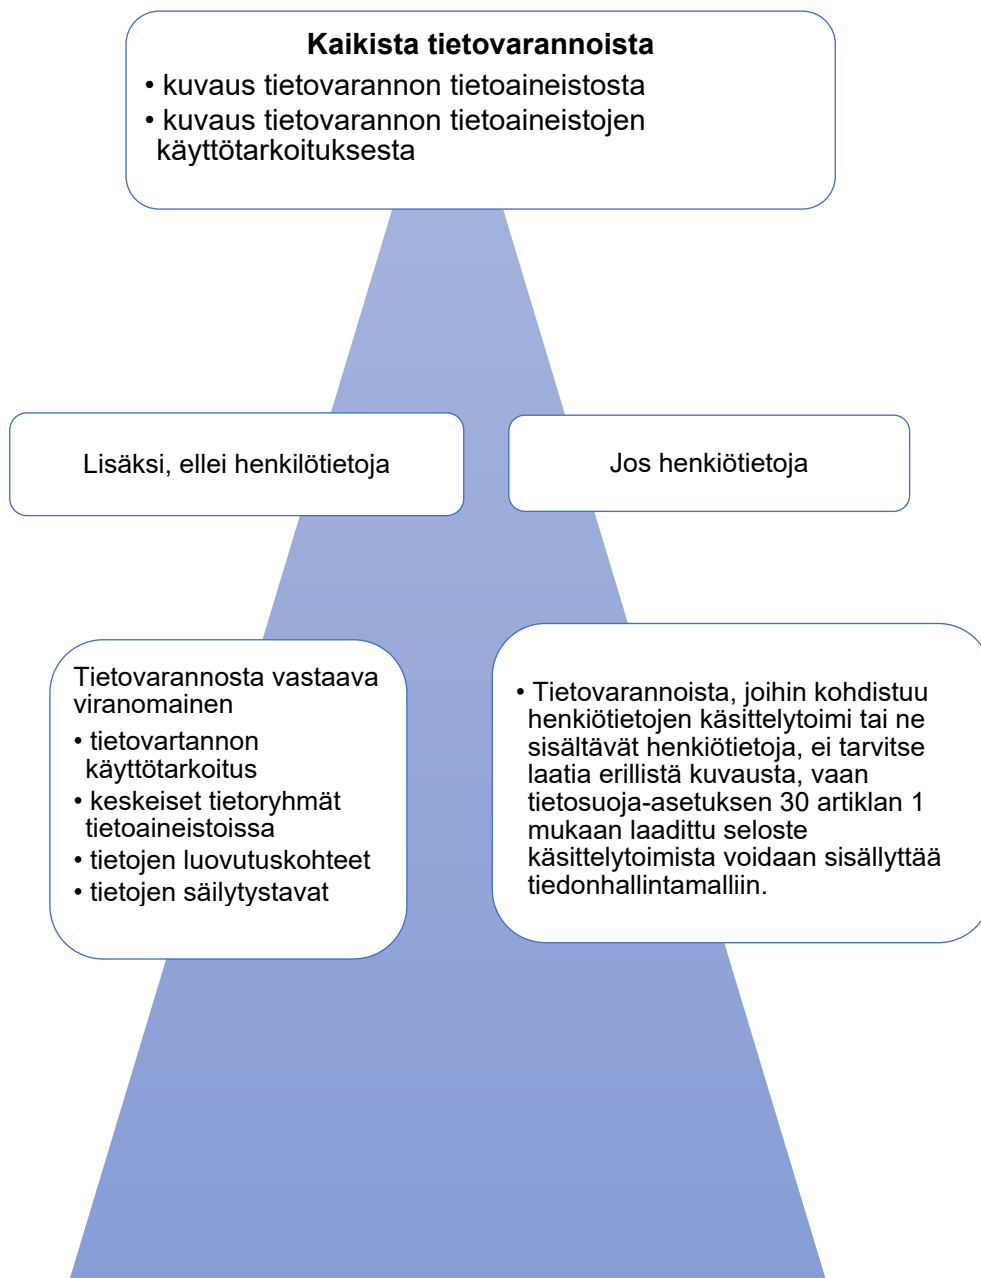 Kaikista tietovarannoista
• kuvaus tietovarannon tietoaineistosta
• kuvaus tietovarannon tietoaineistojen
käyttötarkoituksesta
Lisäksi, ellei henkilötietoja
Jos henkiötietoja
Tietovarannosta vastaava
viranomainen
• tietovartannon
käyttötarkoitus
• keskeiset tietoryhmät
tietoaineistoissa
• tietojen luovutuskohteet
• tietojen säilytystavat
• Tietovarannoista, joihin kohdistuu
henkiötietojen käsittelytoimi tai ne
sisältävät henkiötietoja, ei tarvitse
laatia erillistä kuvausta, vaan
tietosuoja-asetuksen 30 artiklan 1
mukaan laadittu seloste
käsittelytoimista voidaan sisällyttää
tiedonhallintamalliin.